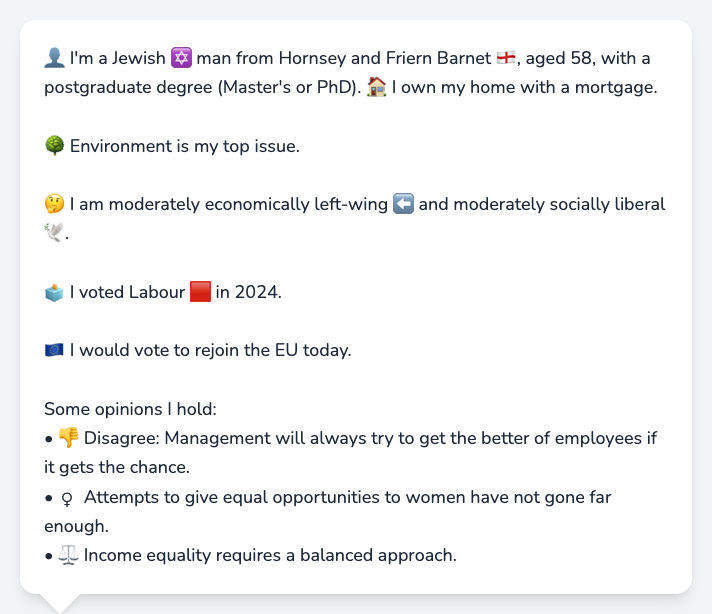 👤 I'm a Jewish ✡️ man from Hornsey and Friern Barnet 🏴󠁧󠁢󠁥󠁮󠁧󠁿, aged 58, with a
postgraduate degree (Master's or PhD). 🏠 I own my home with a mortgage.
🌳 Environment is my top issue.
🤔 I am moderately economically left-wing ⬅️ and moderately socially liberal
🕊️.
🗳️ I voted Labour 🟥 in 2024.
🇪🇺 I would vote to rejoin the EU today.
Some opinions I hold:
• 👎 Disagree: Management will always try to get the better of employees if
it gets the chance.
• ♀ Attempts to give equal opportunities to women have not gone far
enough.
• ⚖️ Income equality requires a balanced approach.